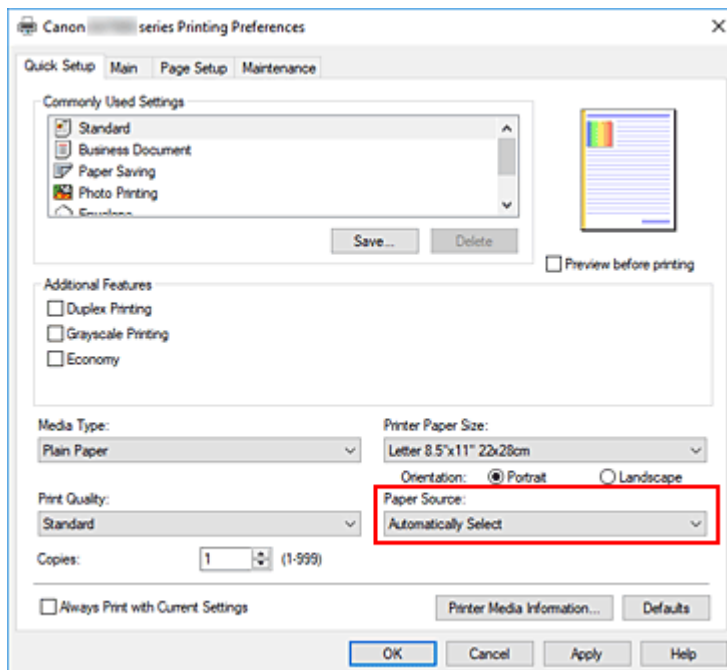 Canon series Printing Preferences
Quick Setup Main Page Setup Maintenance
Commonly Used Settings
Standard
Business Document
Paper Saving
Photo Printing
Envelope
Save... Delete
Preview before printing
Additional Features
Duplex Printing
Grayscale Printing
Economy
Media Type: Printer Paper Size:
Plain Paper Letter 8.5"x11" 22x28cm
Orientation: Portrait Landscape
Print Quality: Paper Source:
Standard Automatically Select
Copies: 1 (1-999)
Always Print with Current Settings Printer Media Information... Defaults
OK Cancel Apply Help